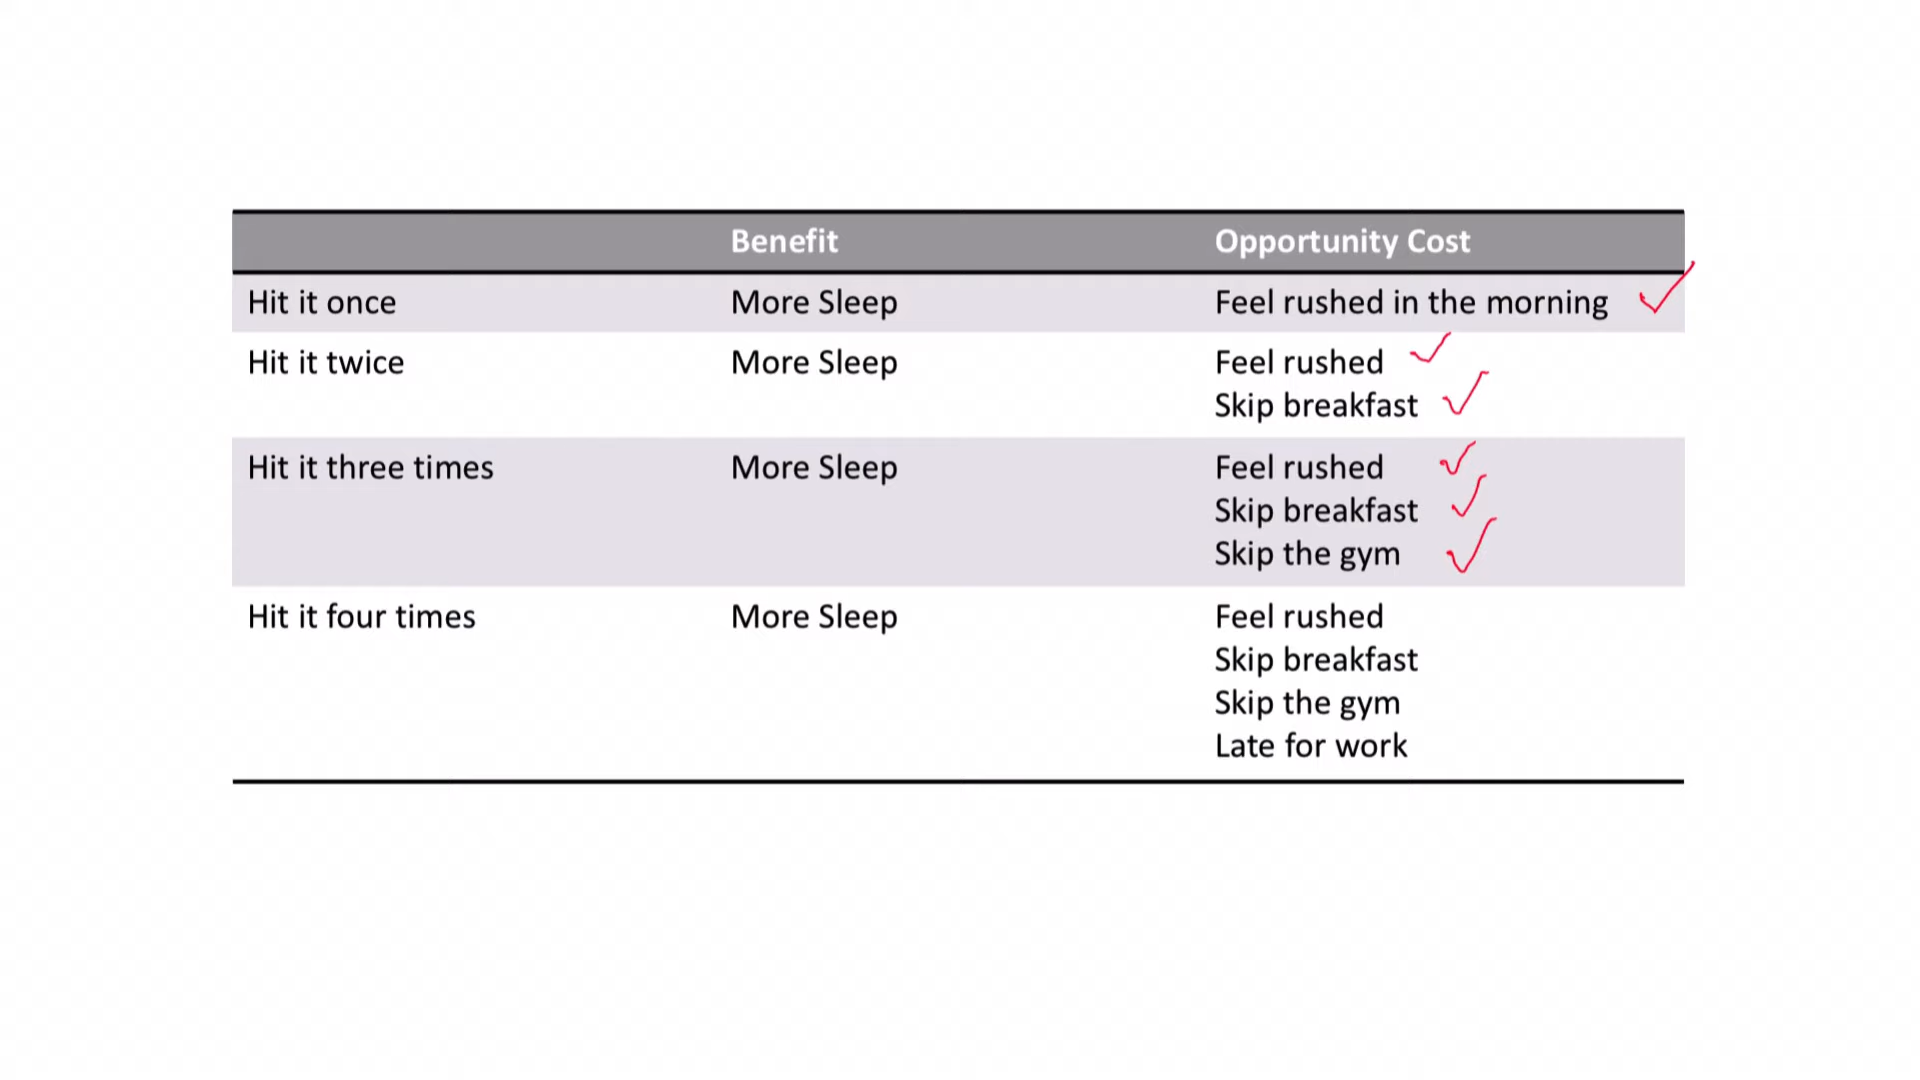 Benefit Opportunity Cost
Hit it once More Sleep Feel rushed in the morning
Hit it twice More Sleep Feel rushed
Skip breakfast
Hit it three times More Sleep Feel rushed
Skip breakfast
Skip the gym
Hit it four times More Sleep Feel rushed
Skip breakfast
Skip the gym
Late for work